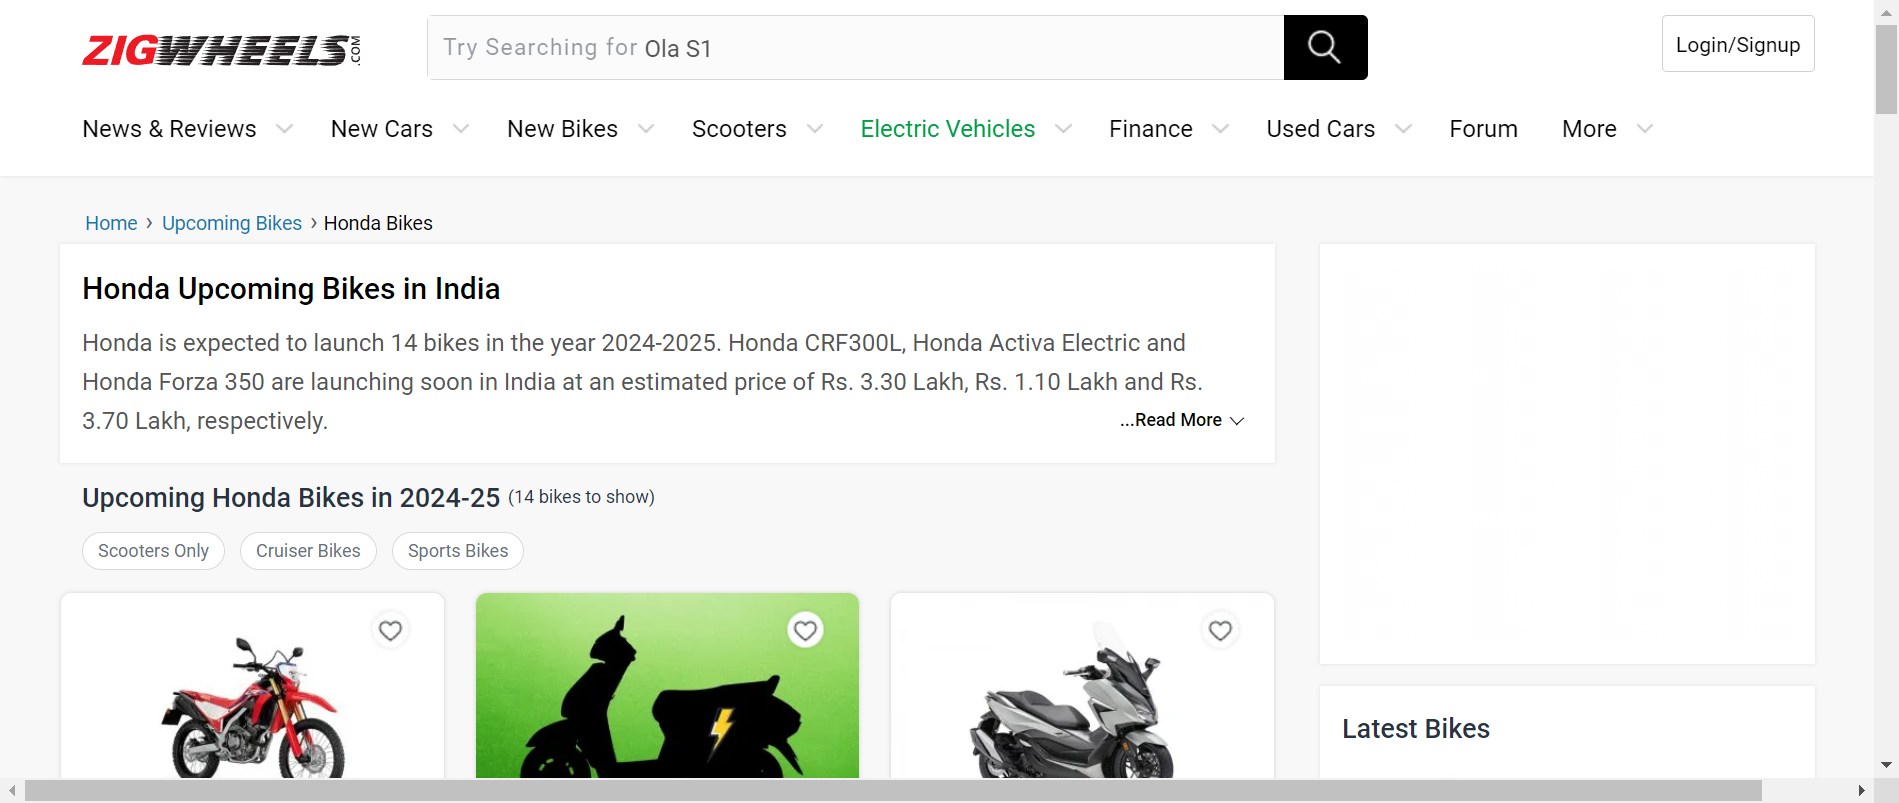 ZIGWHEELS.COM
Try Searching for Ola S1
Login/Signup
News & Reviews New Cars New Bikes Scooters Electric Vehicles Finance Used Cars Forum More
Home › Upcoming Bikes › Honda Bikes
Honda Upcoming Bikes in India
Honda is expected to launch 14 bikes in the year 2024-2025. Honda CRF300L, Honda Activa Electric and
Honda Forza 350 are launching soon in India at an estimated price of Rs. 3.30 Lakh, Rs. 1.10 Lakh and Rs.
3.70 Lakh, respectively.
...Read More
Upcoming Honda Bikes in 2024-25 (14 bikes to show)
Scooters Only Cruiser Bikes Sports Bikes
Latest Bikes